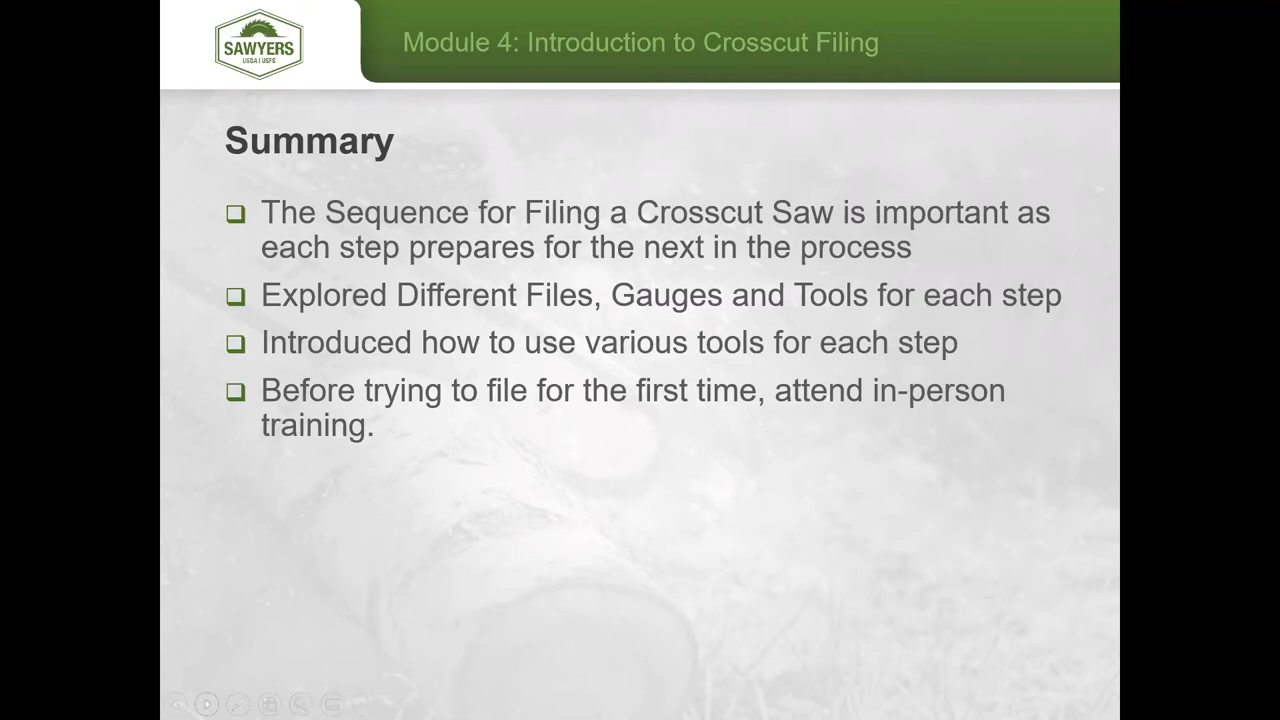 SAWYERS
USDA | USFS
Module 4: Introduction to Crosscut Filing
Summary
The Sequence for Filing a Crosscut Saw is important as
each step prepares for the next in the process
Explored Different Files, Gauges and Tools for each step
Introduced how to use various tools for each step
Before trying to file for the first time, attend in-person
training.